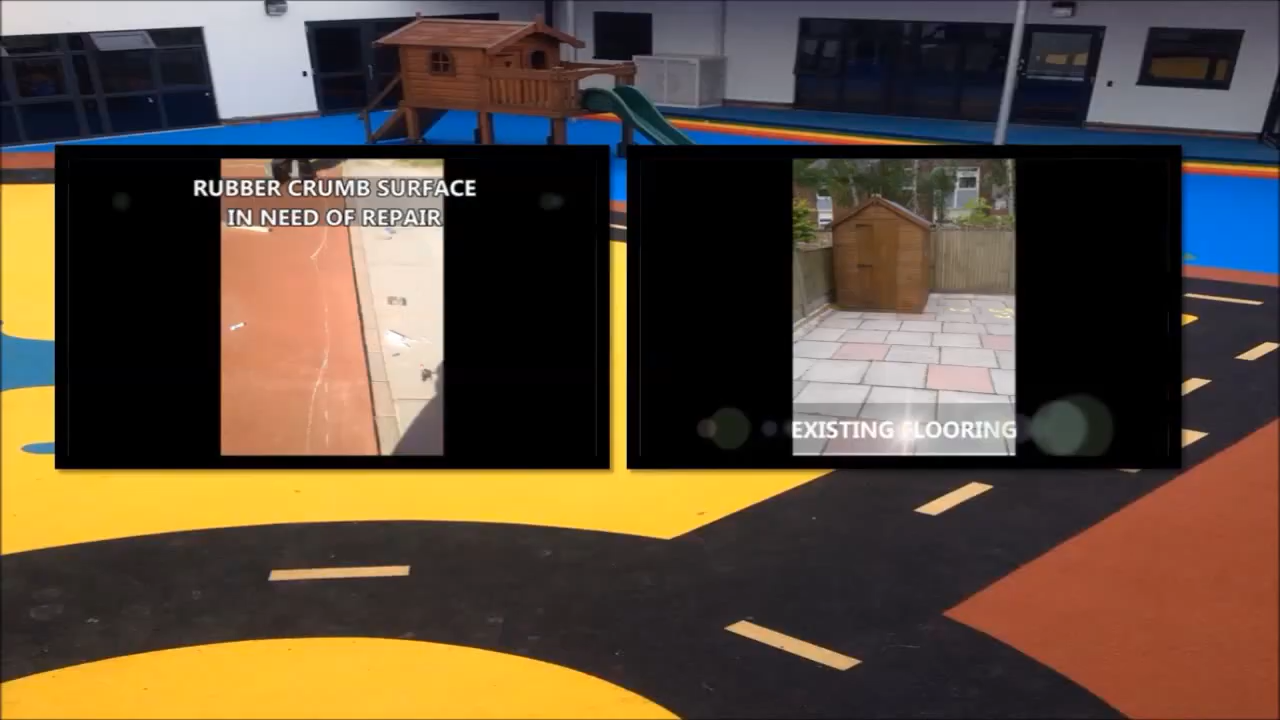 RUBBER CRUMB SURFACE
IN NEED OF REPAIR
EXISTING FLOORING